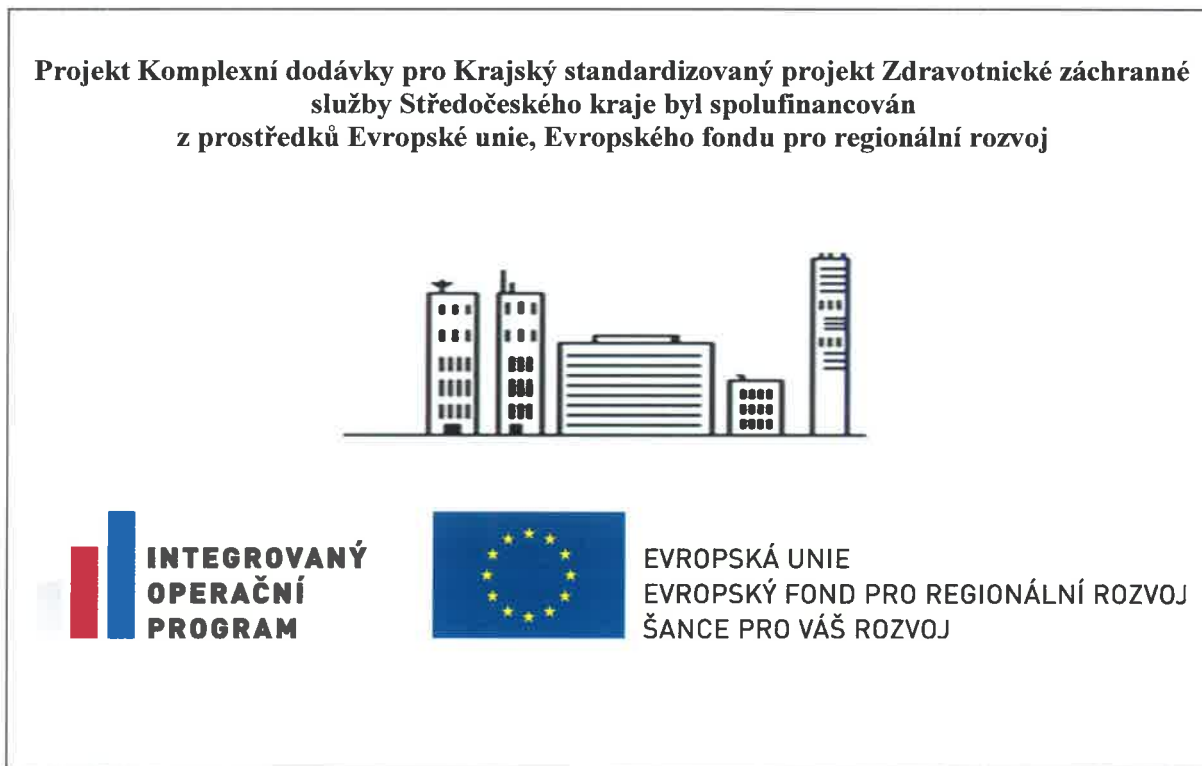 Projekt Komplexní dodávky pro Krajský standardizovaný projekt Zdravotnické záchranné
služby Středočeského kraje byl spolufinancován
z prostředků Evropské unie, Evropského fondu pro regionální rozvoj
INTEGROVANÝ
OPERAČNÍ
PROGRAM
EVROPSKÁ UNIE
EVROPSKÝ FOND PRO REGIONÁLNÍ ROZVOJ
ŠANCE PRO VÁŠ ROZVOJ